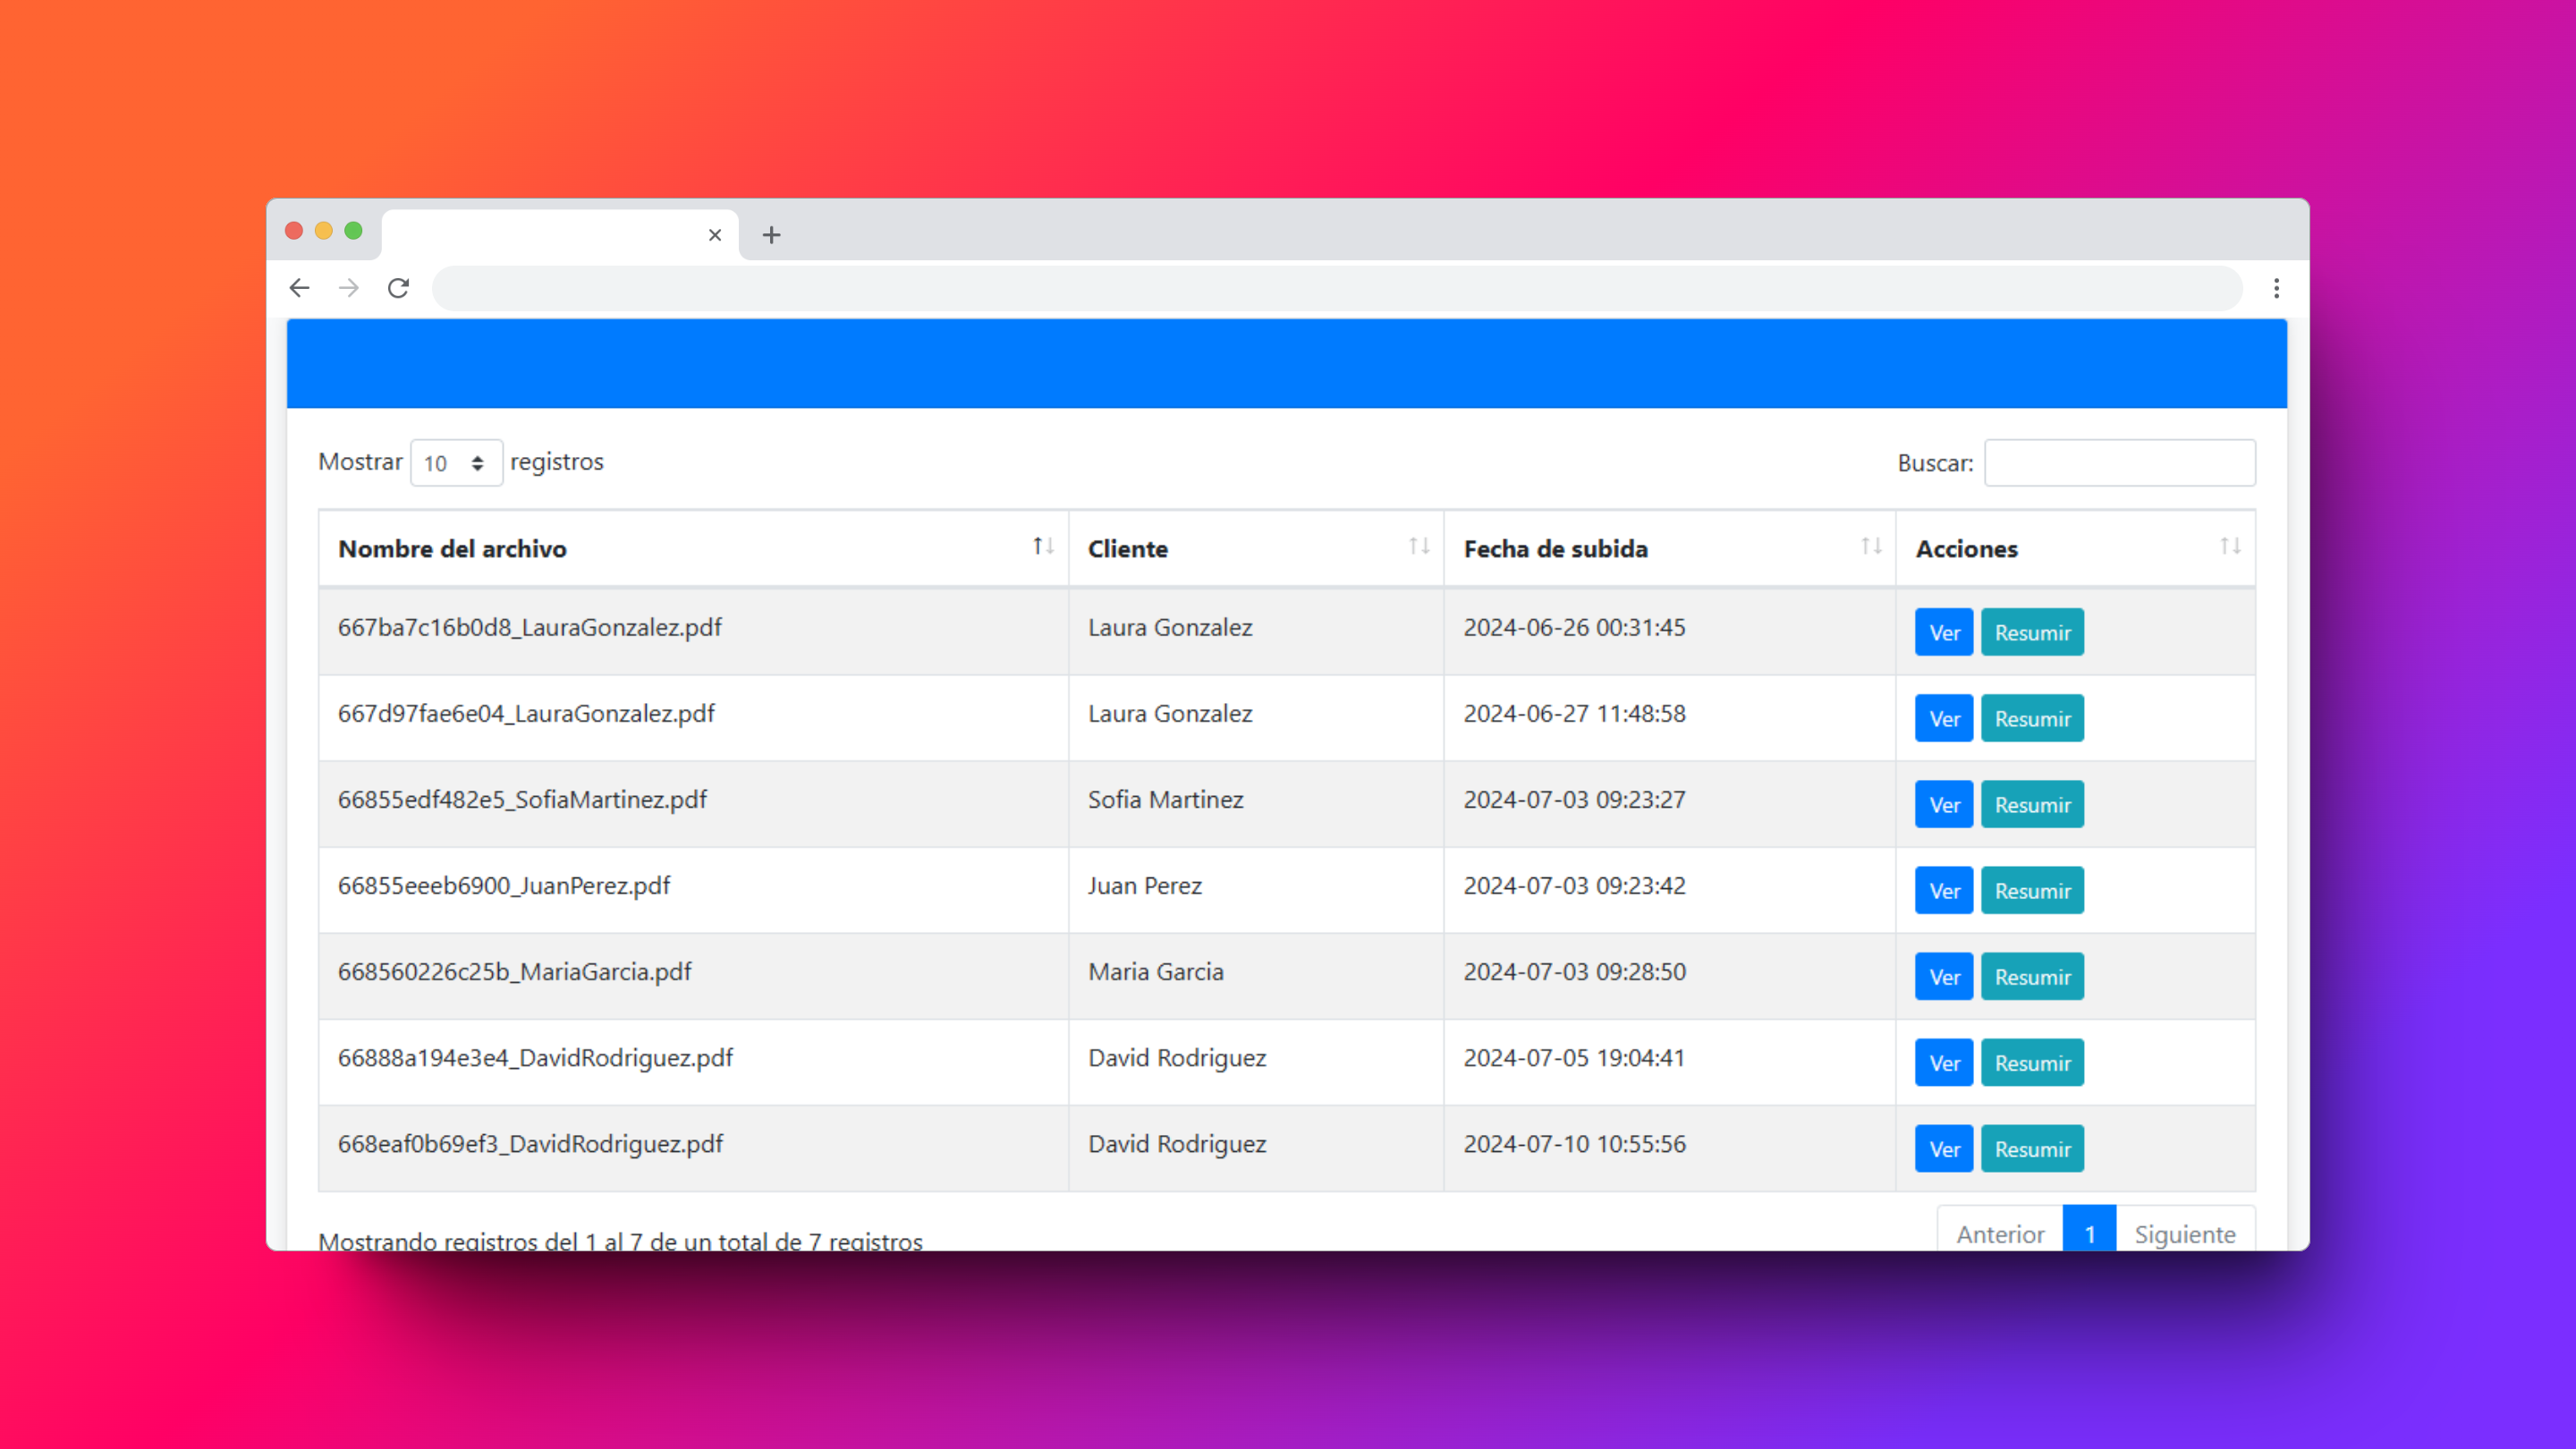 Mostrar 10 registros
Buscar:
Nombre del archivo Cliente Fecha de subida Acciones
667ba7c16b0d8_LauraGonzalez.pdf Laura Gonzalez 2024-06-26 00:31:45 Ver Resumir
667d97fae6e04_LauraGonzalez.pdf Laura Gonzalez 2024-06-27 11:48:58 Ver Resumir
66855edf482e5_SofiaMartinez.pdf Sofia Martinez 2024-07-03 09:23:27 Ver Resumir
66855eeeb6900_JuanPerez.pdf Juan Perez 2024-07-03 09:23:42 Ver Resumir
668560226c25b_MariaGarcia.pdf Maria Garcia 2024-07-03 09:28:50 Ver Resumir
66888a194e3e4_DavidRodriguez.pdf David Rodriguez 2024-07-05 19:04:41 Ver Resumir
668eaf0b69ef3_DavidRodriguez.pdf David Rodriguez 2024-07-10 10:55:56 Ver Resumir
Mostrando registros del 1 al 7 de un total de 7 registros
Anterior 1 Siguiente